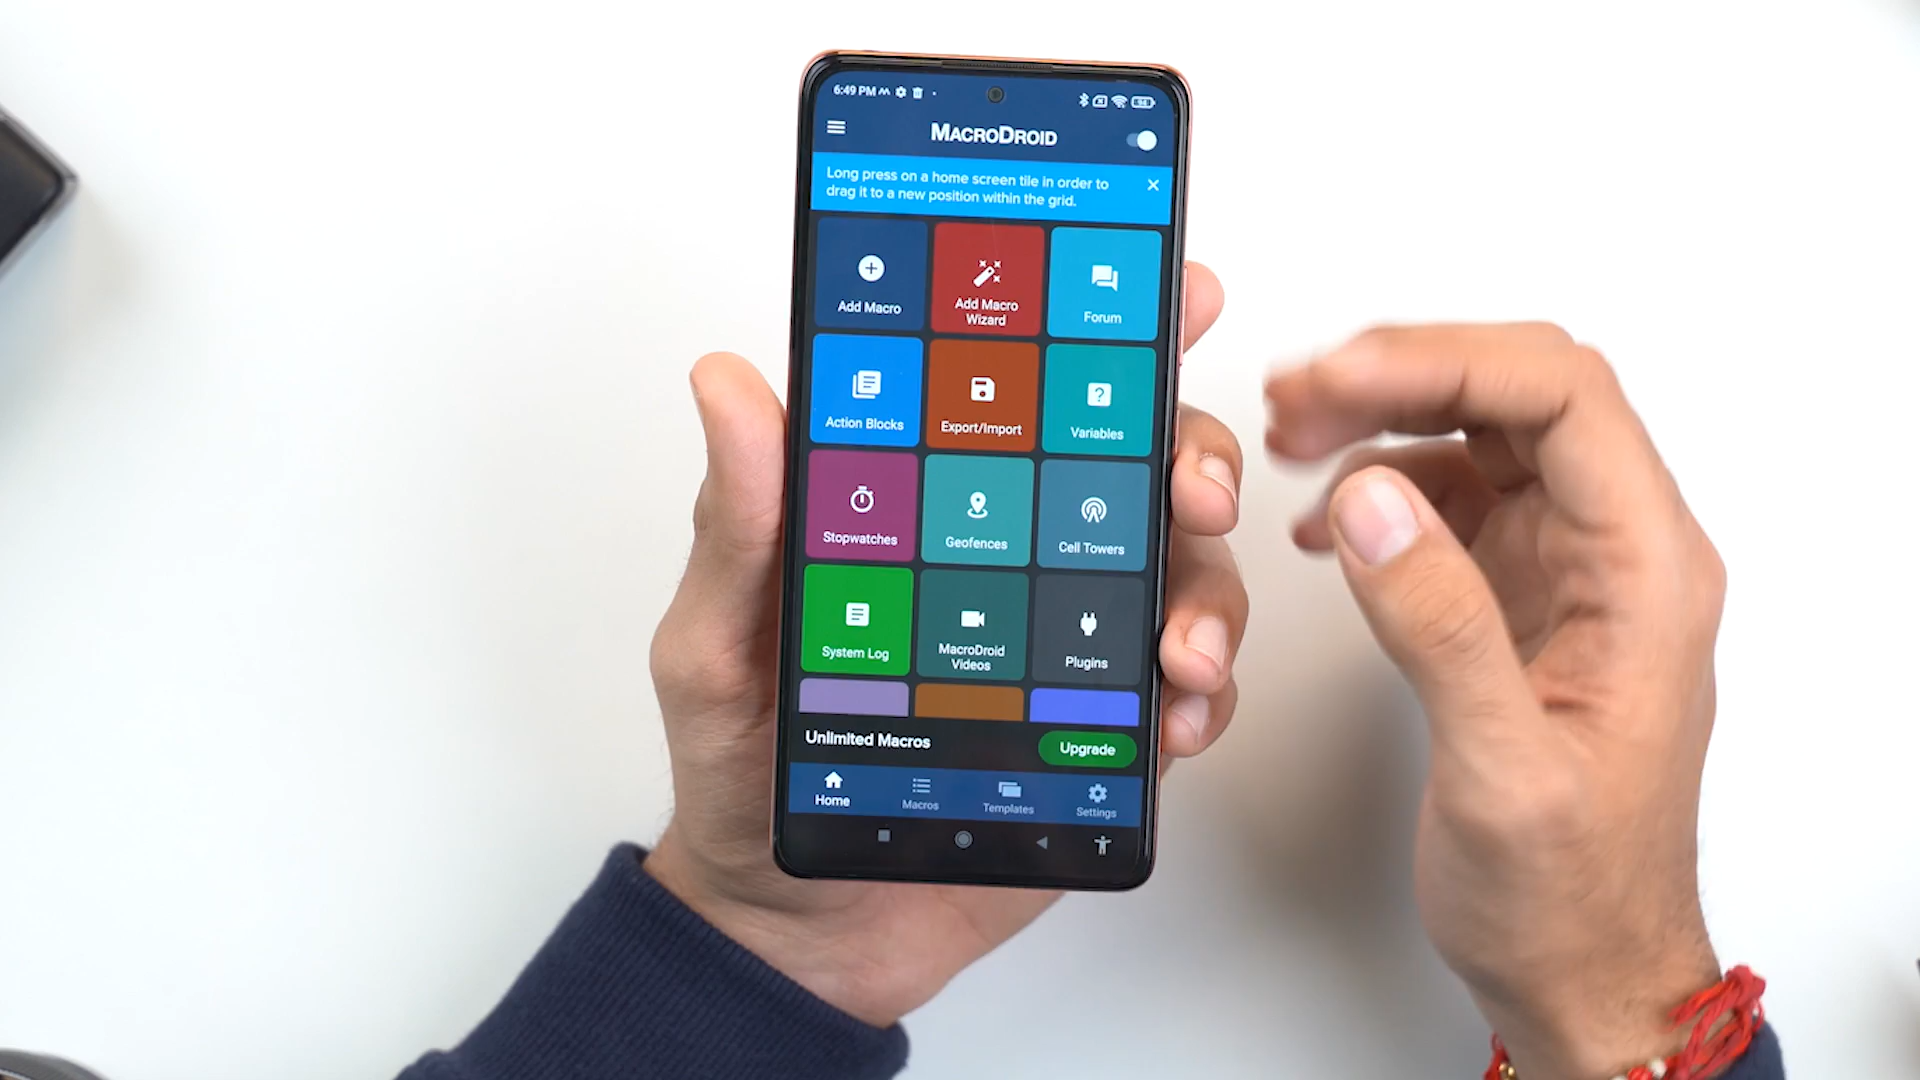 6:49 PM
94
MACRODROID
Long press on a home screen tile in order to
drag it to a new position within the grid.
Add Macro
Add Macro
Wizard
Forum
Action Blocks
Export/Import
Variables
Stopwatches
Geofences
Cell Towers
System Log
MacroDroid
Videos
Plugins
Unlimited Macros
Upgrade
Home
Macros
Templates
Settings